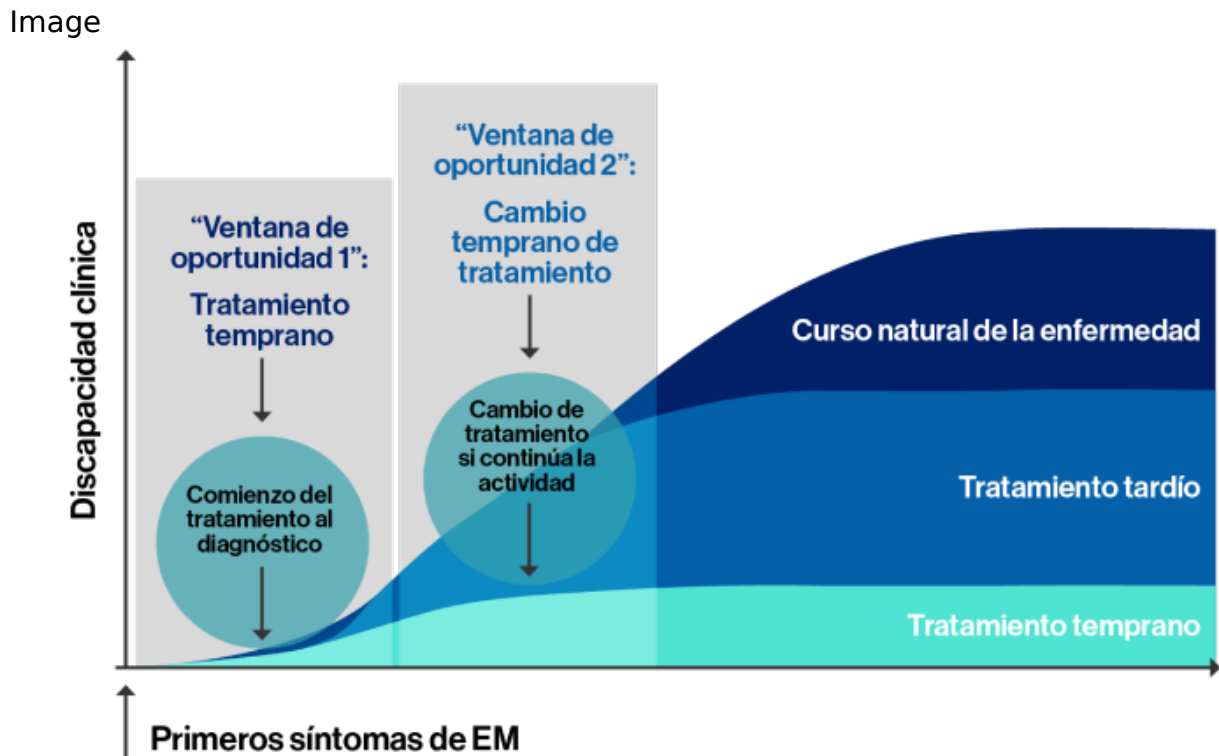 Image
“Ventana de
oportunidad 1”:
Tratamiento
temprano
Comienzo del
tratamiento al
diagnóstico
“Ventana de
oportunidad 2”:
Cambio
temprano de
tratamiento
Cambio de
tratamiento
si continúa la
actividad
Discapacidad clínica
Curso natural de la enfermedad
Tratamiento tardío
Tratamiento temprano
Primeros síntomas de EM